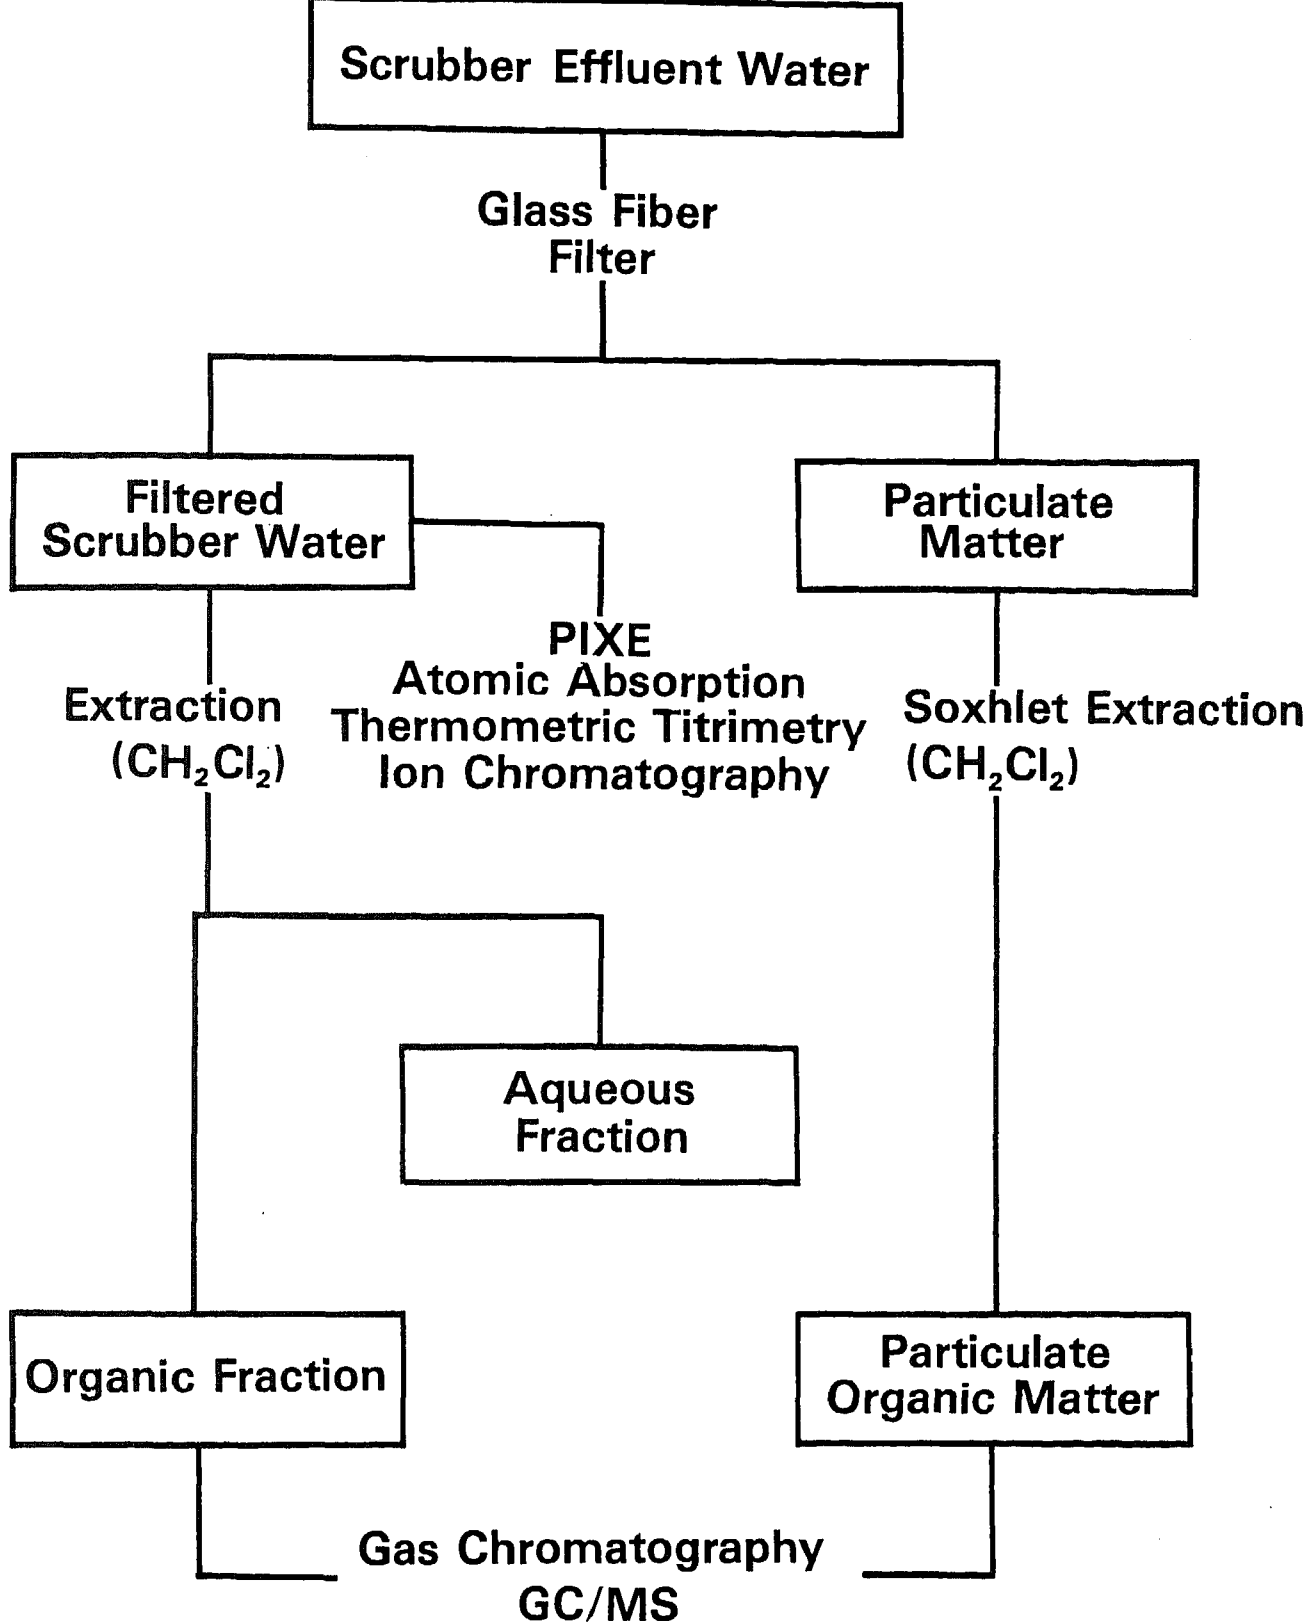 Scrubber Effluent Water
Glass Fiber
Filter
Filtered
Scrubber Water
Particulate
Matter
PIXE
Atomic Absorption
Thermometric Titrimetry
Ion Chromatography
Extraction
(CH₂Cl₂)
Soxhlet Extraction
(CH₂Cl₂)
Aqueous
Fraction
Organic Fraction
Particulate
Organic Matter
Gas Chromatography
GC/MS